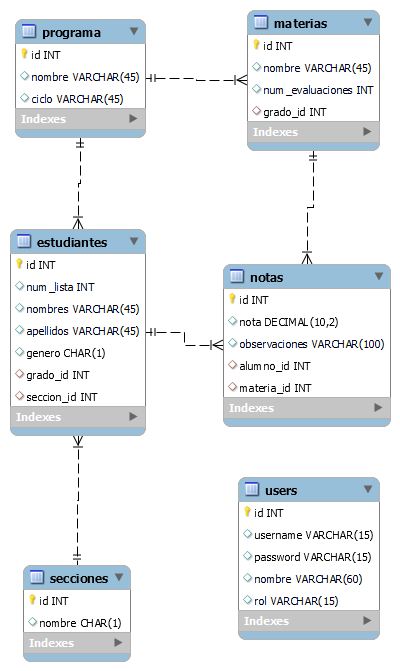 programa
id INT
nombre VARCHAR(45)
ciclo VARCHAR(45)
Indexes
materias
id INT
nombre VARCHAR(45)
num_evaluaciones INT
grado_id INT
Indexes
estudiantes
id INT
num_lista INT
nombres VARCHAR(45)
apellidos VARCHAR(45)
genero CHAR(1)
grado_id INT
seccion_id INT
Indexes
notas
id INT
nota DECIMAL(10,2)
observaciones VARCHAR(100)
alumno_id INT
materia_id INT
Indexes
users
id INT
username VARCHAR(15)
password VARCHAR(15)
nombre VARCHAR(60)
rol VARCHAR(15)
Indexes
secciones
id INT
nombre CHAR(1)
Indexes